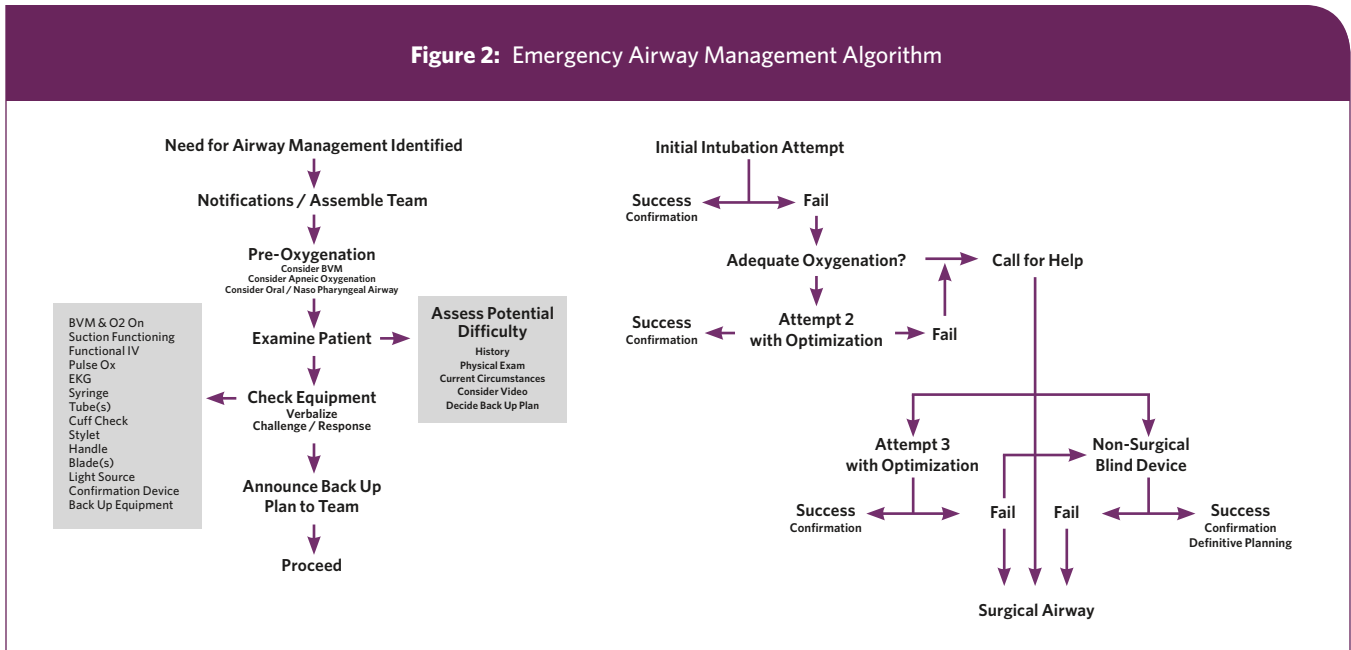 Figure 2: Emergency Airway Management Algorithm
Need for Airway Management Identified
Notifications / Assemble Team
Pre-Oxygenation
Consider BVM
Consider Apneic Oxygenation
Consider Oral / Naso Pharyngeal Airway
Examine Patient
Assess Potential
Difficulty
History
Physical Exam
Current Circumstances
Consider Video
Decide Back Up Plan
Check Equipment
Verbalize
Challenge / Response
BVM & O2 On
Suction Functioning
Functional IV
Pulse Ox
EKG
Syringe
Tube(s)
Cuff Check
Stylet
Handle
Blade(s)
Light Source
Confirmation Device
Back Up Equipment
Announce Back Up
Plan to Team
Proceed
Initial Intubation Attempt
Success
Confirmation
Fail
Adequate Oxygenation?
Call for Help
Success
Confirmation
Attempt 2
with Optimization
Fail
Attempt 3
with Optimization
Non-Surgical
Blind Device
Success
Confirmation
Fail
Fail
Success
Confirmation
Definitive Planning
Surgical Airway